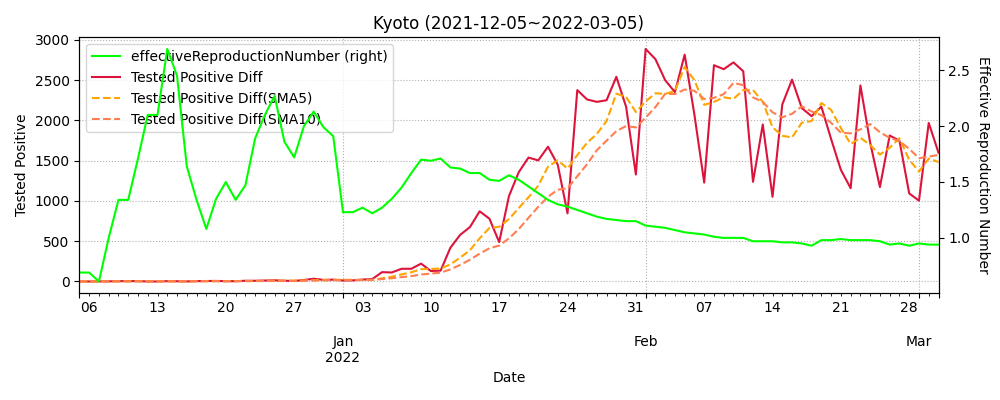 Kyoto (2021-12-05~2022-03-05)
effectiveReproductionNumber (right)
Tested Positive Diff
Tested Positive Diff(SMA5)
Tested Positive Diff(SMA10)
Tested Positive
3000
2500
2000
1500
1000
500
0
Effective Reproduction Number
2.5
2.0
1.5
1.0
06 13 20 27 03 10 17 24 31 07 14 21 28
Jan Feb Mar
2022
Date